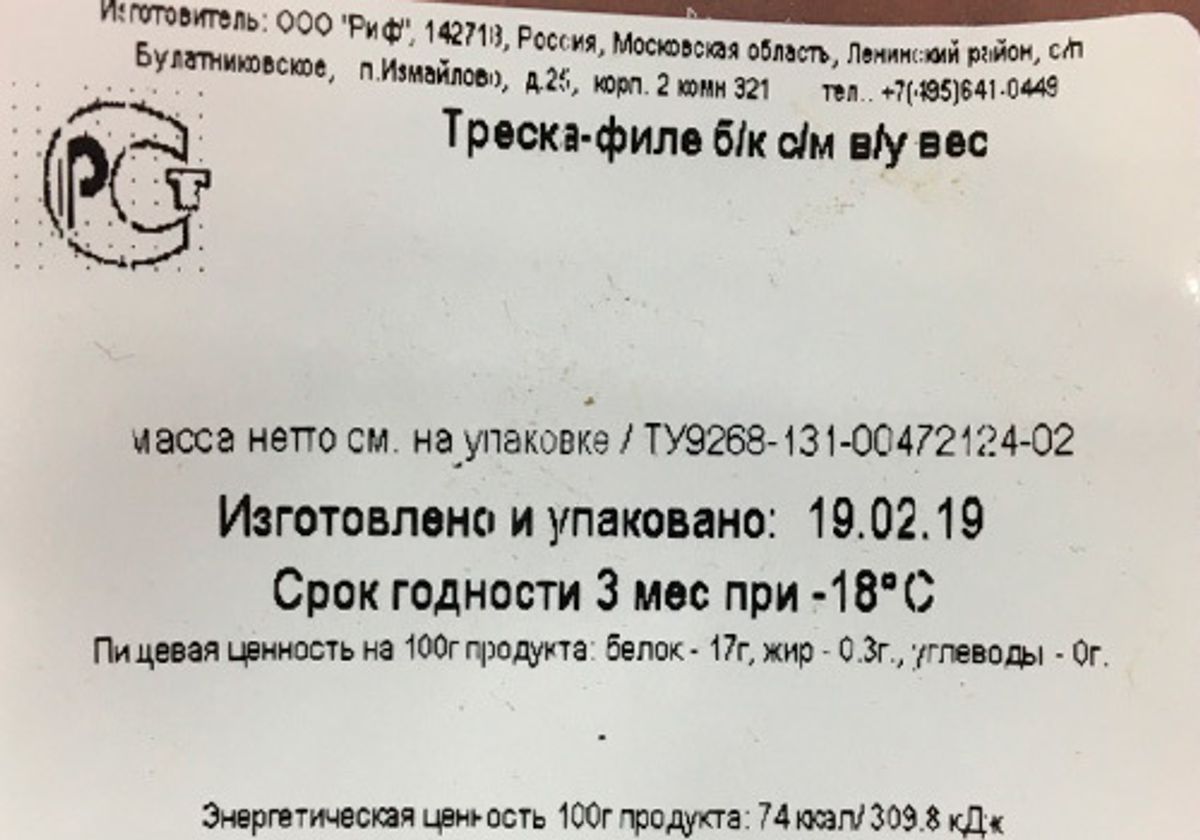 Изготовитель: ООО "Риф", 142718, Россия, Московская область, Ленинский район, с/п
Булатниковское, п.Измайлово, д.25, корп. 2 комн 321 тел.. +7(495)641-0449
Треска-филе б/к с/м в/у вес
РСт
масса нетто см. на упаковке / ТУ9268-131-00472124-02
Изготовлено и упаковано: 19.02.19
Срок годности 3 мес при -18°С
Пищевая ценность на 100г продукта: белок - 17г, жир - 0.3г., углеводы - 0г.
Энергетическая ценность 100г продукта: 74 ккал/ 309.8 кДж